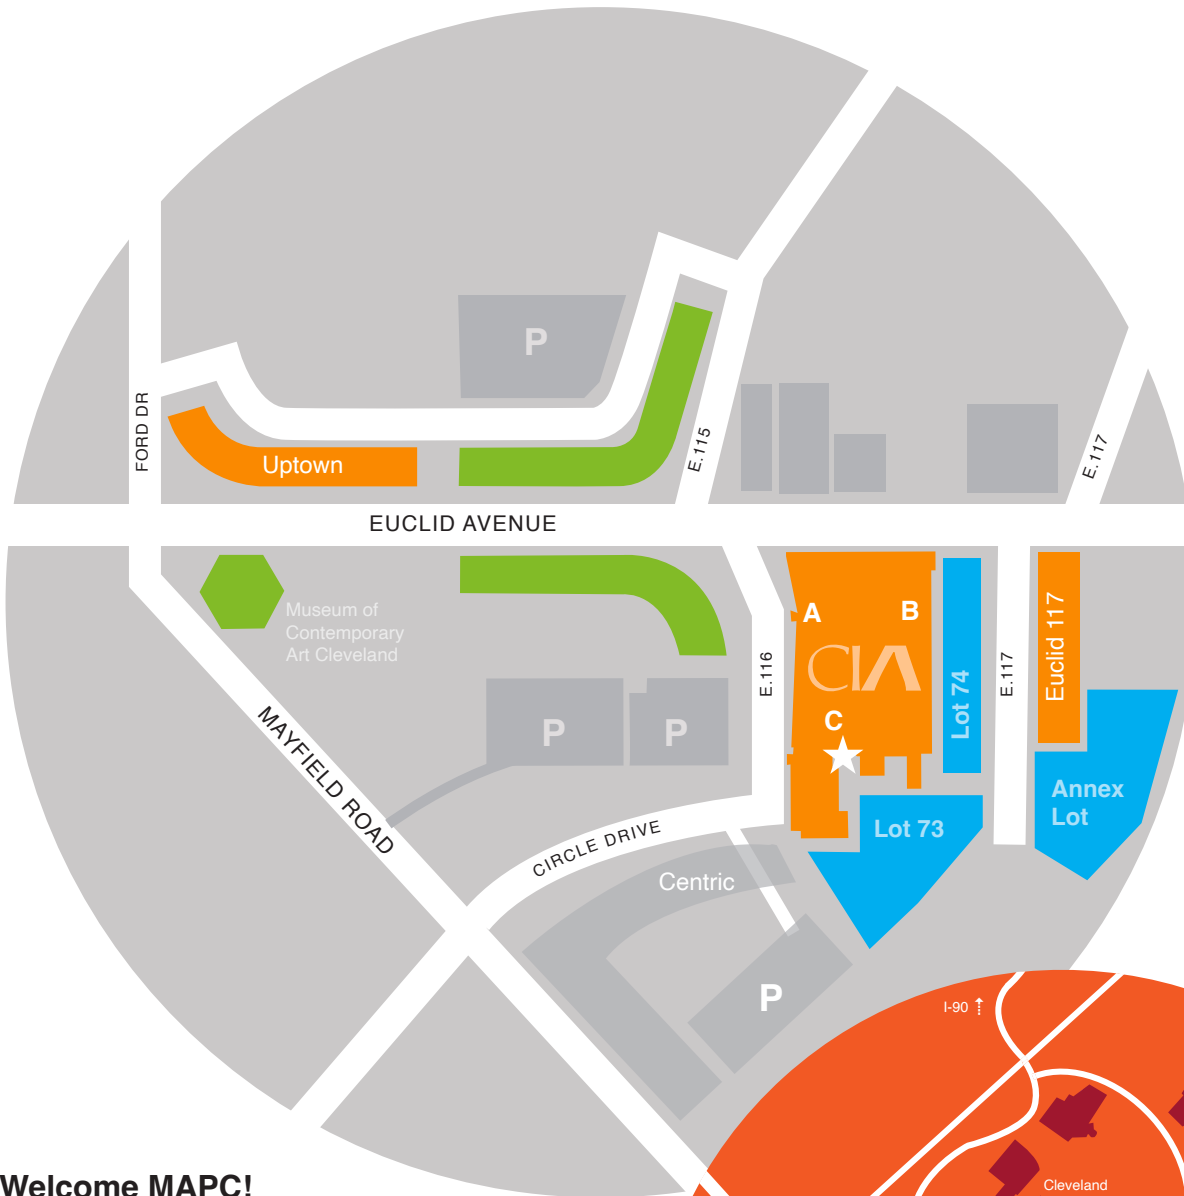 P
FORD DR
E.115
E.117
Uptown
EUCLID AVENUE
Museum of
Contemporary
Art Cleveland
A
B
CIA
C
E.116
Lot 74
E.117
Euclid 117
MAYFIELD ROAD
P
P
Annex
Lot
Lot 73
CIRCLE DRIVE
Centric
P
I-90
Cleveland
Welcome MAPC!